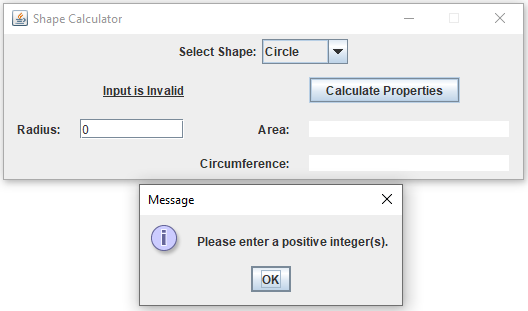 Shape Calculator
Select Shape: Circle
Input is Invalid
Calculate Properties
Radius: 0
Area:
Circumference:
Message
Please enter a positive integer(s).
OK